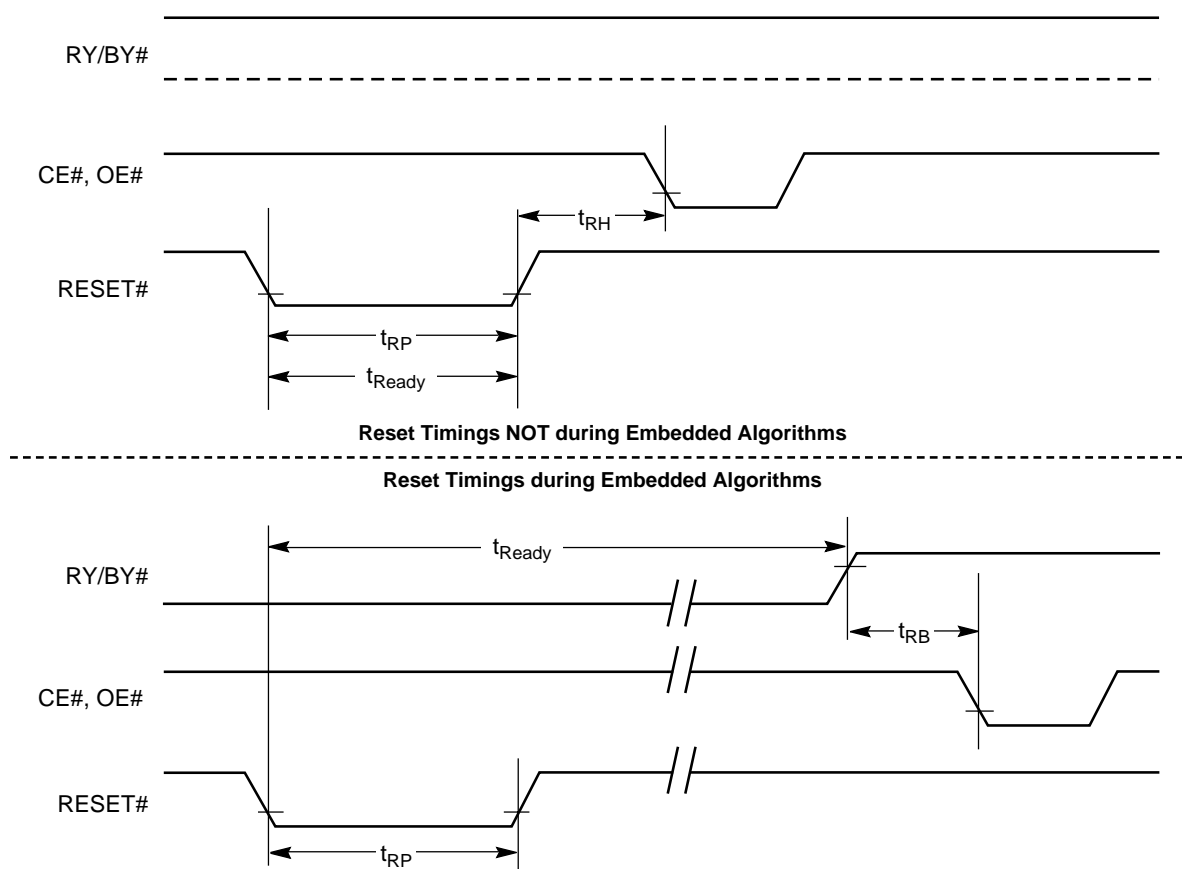 RY/BY#
CE#, OE#
tRH
RESET#
tRP
tReady
Reset Timings NOT during Embedded Algorithms
Reset Timings during Embedded Algorithms
tReady
RY/BY#
tRB
CE#, OE#
RESET#
tRP